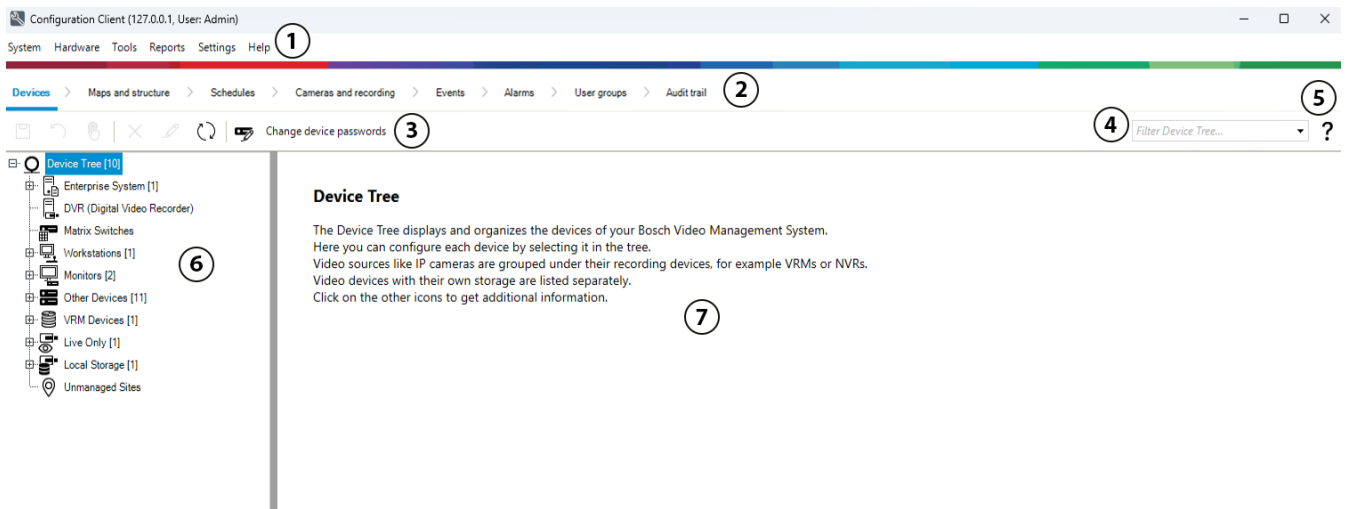 Configuration Client (127.0.0.1, User: Admin)
System Hardware Tools Reports Settings Help 1
Devices > Maps and structure > Schedules > Cameras and recording > Events > Alarms > User groups > Audit trail 2
5
Change device passwords 3 4 Filter Device Tree... ?
Device Tree [10]
Enterprise System [1]
DVR (Digital Video Recorder)
Matrix Switches
Workstations [1]
6
Monitors [2]
Other Devices [11]
VRM Devices [1]
Live Only [1]
Local Storage [1]
Unmanaged Sites
Device Tree
The Device Tree displays and organizes the devices of your Bosch Video Management System.
Here you can configure each device by selecting it in the tree.
Video sources like IP cameras are grouped under their recording devices, for example VRMs or NVRs.
Video devices with their own storage are listed separately.
Click on the other icons to get additional information.
7